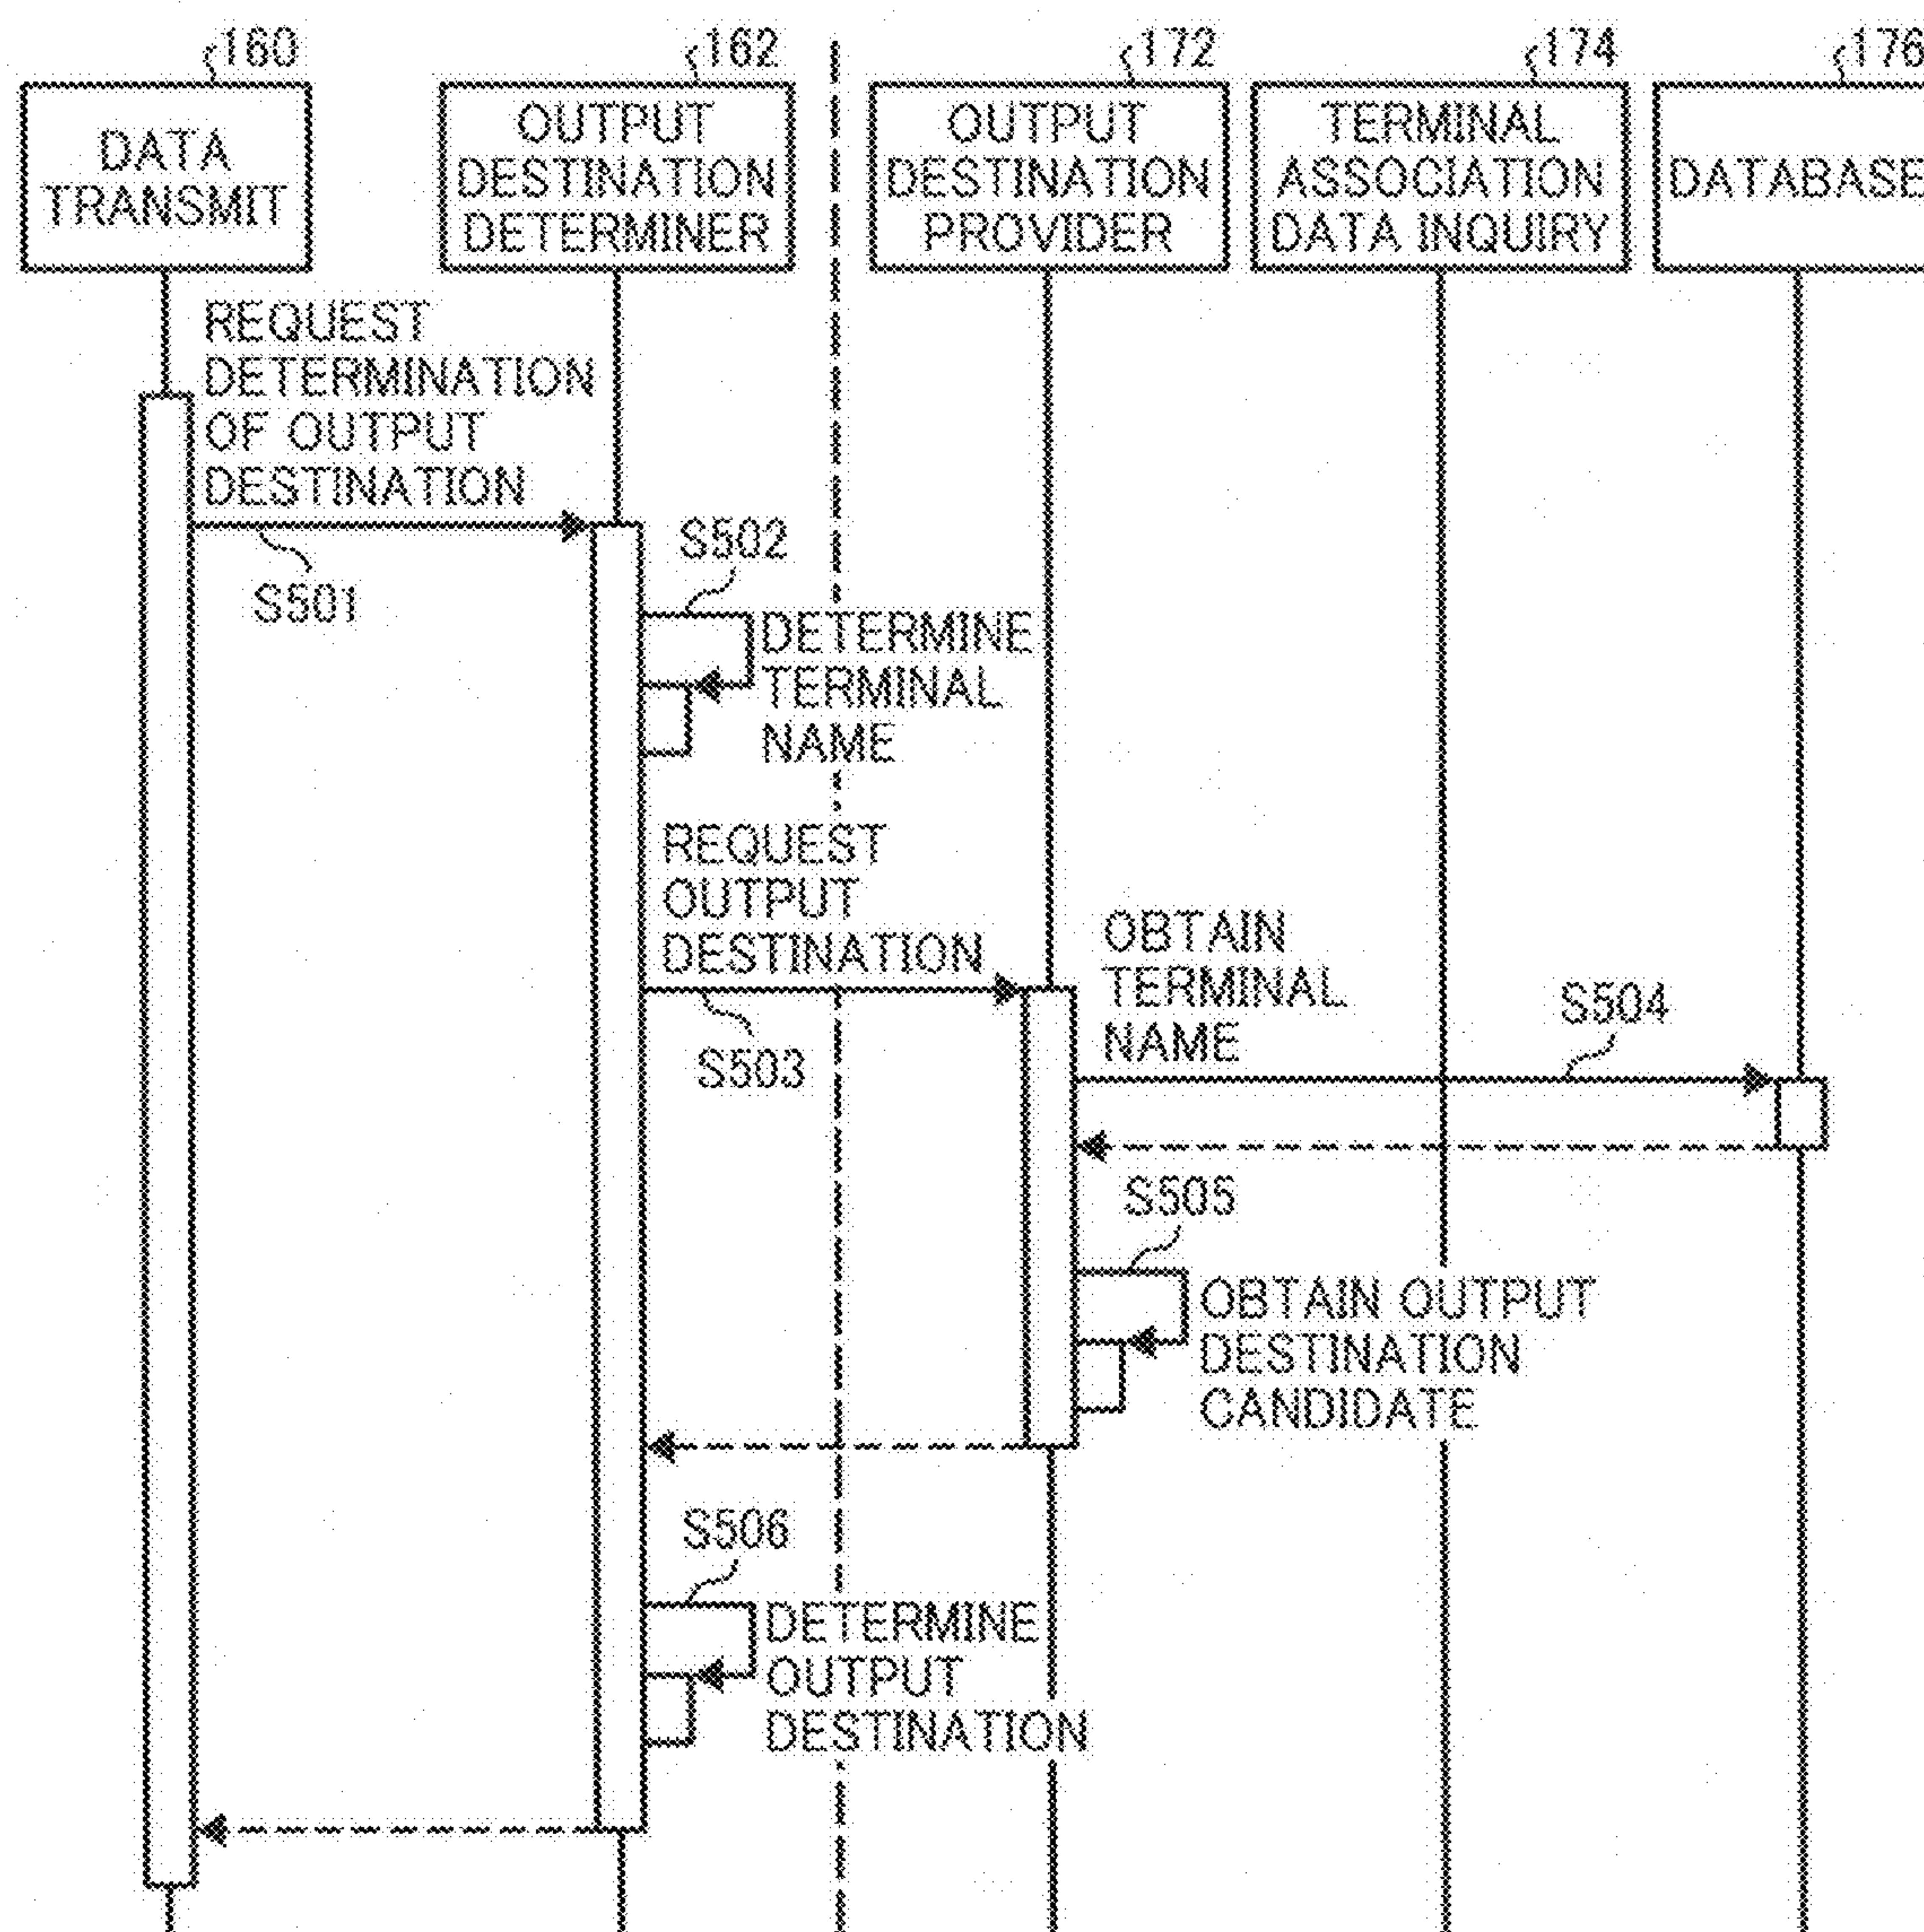 160
162
172
174
176
DATA
TRANSMIT
OUTPUT
DESTINATION
DETERMINER
OUTPUT
DESTINATION
PROVIDER
TERMINAL
ASSOCIATION
DATA INQUIRY
DATABASE
REQUEST
DETERMINATION
OF OUTPUT
DESTINATION
S501
S502
DETERMINE
TERMINAL
NAME
REQUEST
OUTPUT
DESTINATION
S503
OBTAIN
TERMINAL
NAME
S504
S505
OBTAIN OUTPUT
DESTINATION
CANDIDATE
S506
DETERMINE
OUTPUT
DESTINATION